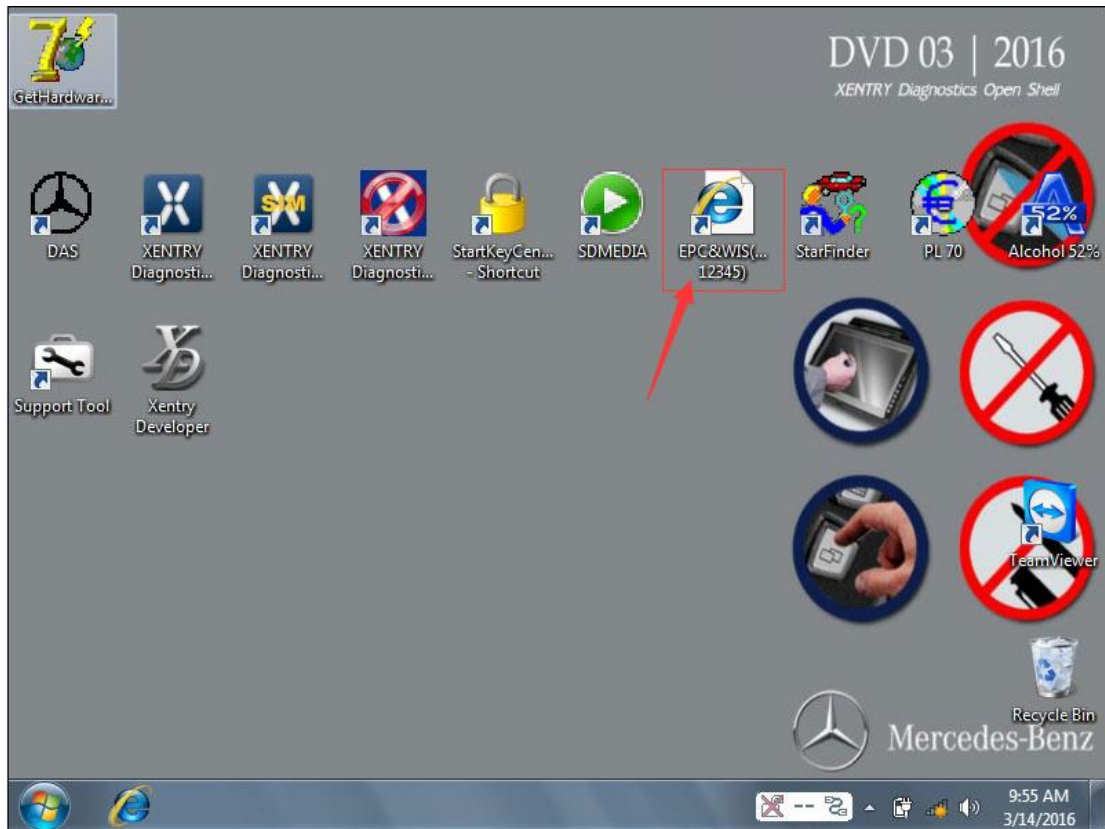 DVD 03 | 2016
XENTRY Diagnostics Open Shell
GetHardwar...
DAS
XENTRY
Diagnosti...
XENTRY
Diagnosti...
XENTRY
Diagnosti...
StartKeyCen...
- Shortcut
SDMEDIA
EPC&WIS(...
12345)
StarFinder
PL 70
52%
Alcohol 52%
SIM
Support Tool
Xentry
Developer
TeamViewer
Recycle Bin
Mercedes-Benz
9:55 AM
3/14/2016